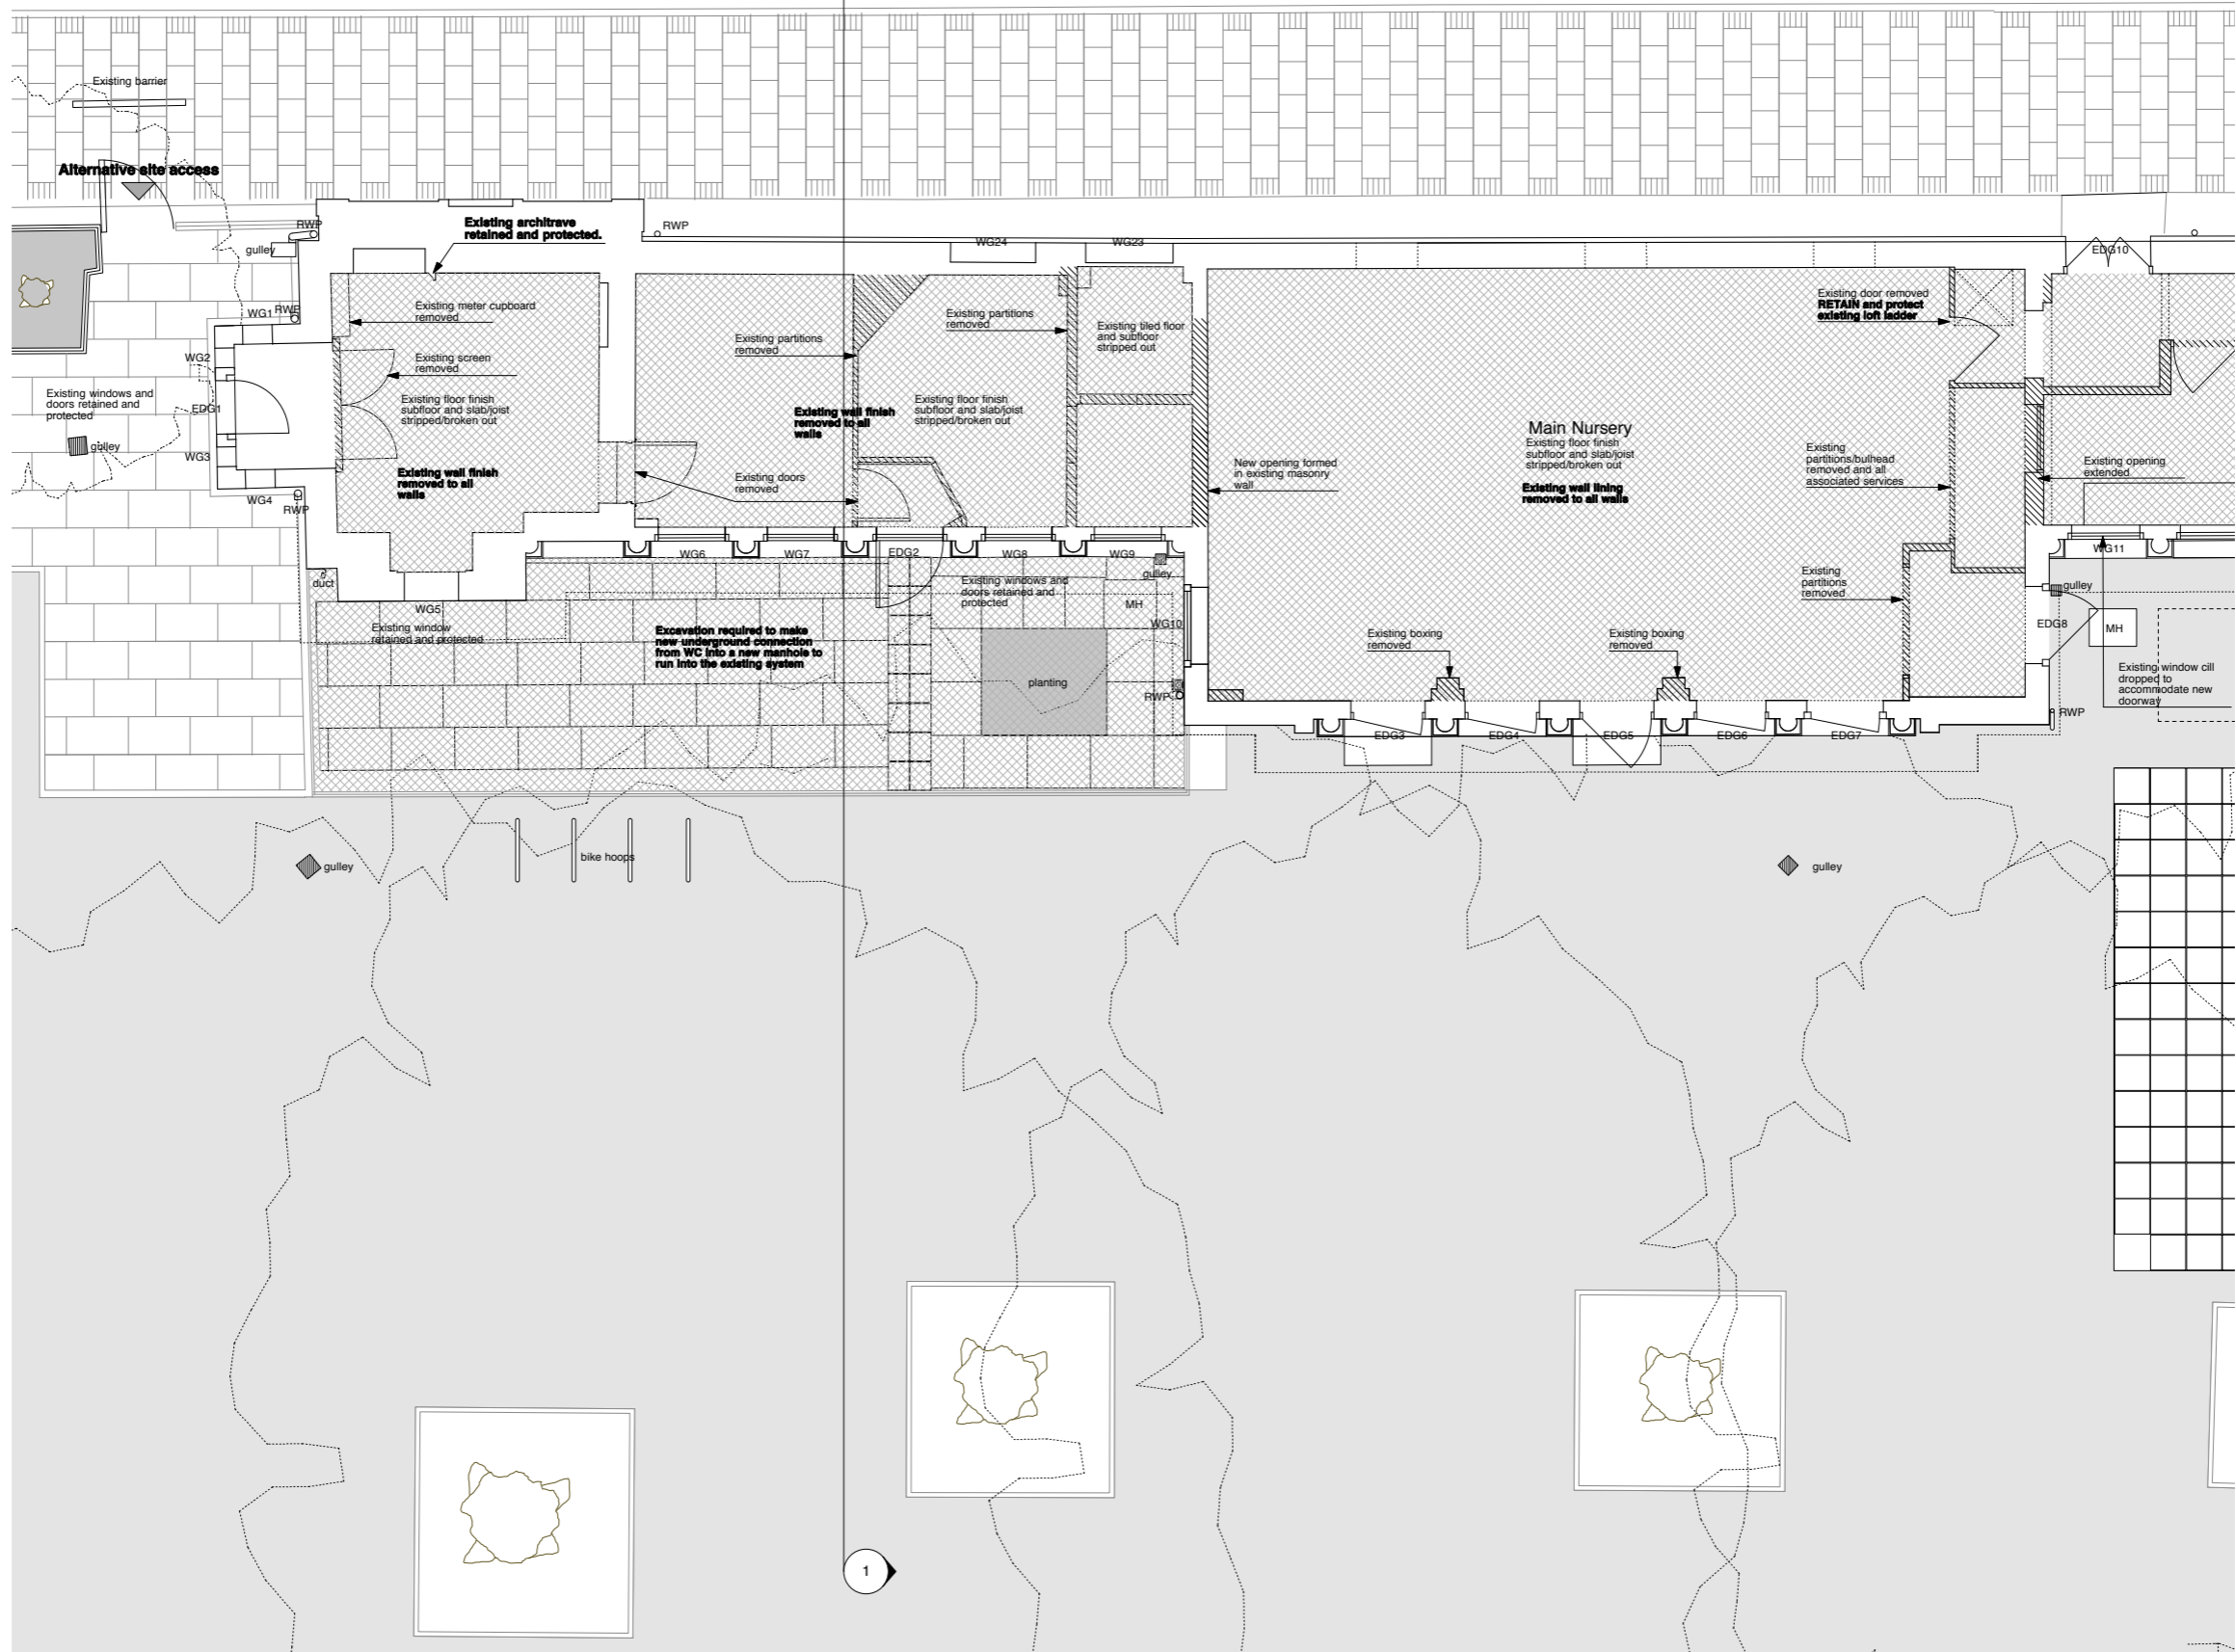 Existing barrier
Alternative site access
RWP
gulley
Existing architrave
retained and protected.
RWP
WG24
WG23
EDG10
WG1
RWP
Existing meter cupboard
removed
Existing partitions
removed
Existing partitions
removed
Existing tiled floor
and subfloor
stripped out
Existing door removed
RETAIN and protect
existing loft ladder
WG2
Existing screen
removed
Existing windows and
doors retained and
protected
EDG1
Existing floor finish
subfloor and slab/joist
stripped/broken out
Existing wall finish
removed to all
walls
Existing floor finish
subfloor and slab/joist
stripped/broken out
Main Nursery
Existing floor finish
subfloor and slab/joist
stripped/broken out
Existing wall lining
removed to all walls
gulley
WG3
WG4
RWP
Existing wall finish
removed to all
walls
Existing doors
removed
New opening formed
in existing masonry
wall
Existing
partitions/bulhead
removed and all
associated services
Existing opening
extended
WG6
WG7
EDG2
WG8
WG9
WG11
duct
gulley
Existing windows and
doors retained and
protected
MH
Existing
partitions
removed
gulley
WG5
Existing window
retained and protected
Excavation required to make
new underground connection
from WC into a new manhole to
run into the existing system
WG10
Existing boxing
removed
Existing boxing
removed
EDG8
MH
planting
RWP
Existing window cill
dropped to
accommodate new
doorway
RWP
EDG3
EDG4
EDG5
EDG6
EDG7
gulley
bike hoops
gulley
1